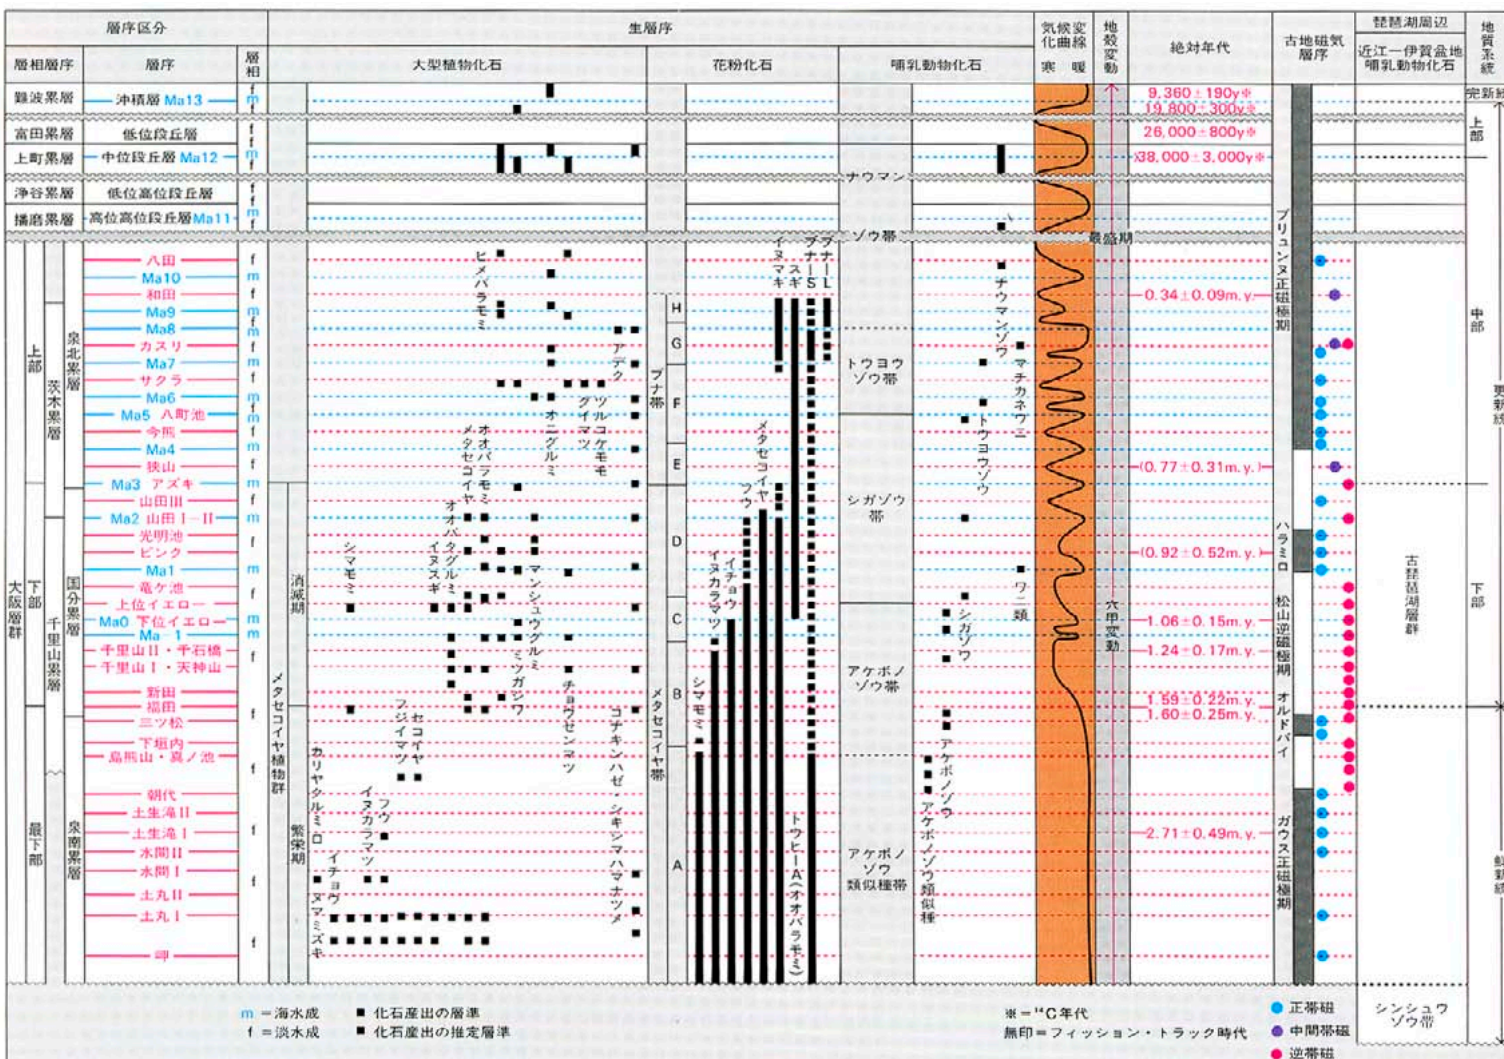 層序区分
生層序
気候変化曲線
寒 暖
地殻変動
絶対年代
古地磁気層序
琵琶湖周辺
近江一伊賀盆地
哺乳動物化石
地質系統
層相層序
層序
層相
大型植物化石
花粉化石
哺乳動物化石
難波累層
沖積層 Ma13
f
m
f
9,360±190y※
19,800±300y※
完新統
富田累層
低位段丘層
f
f
26,000±800y※
上部
上町累層
中位段丘層 Ma12
m
f
38,000±3,000y※
浄谷累層
低位高位段丘層
f
f
ナウマン
ゾウ帯
播磨累層
高位高位段丘層Ma11
m
f
最盛期
八田
f
Ma10
m
和田
f
0.34±0.09m.y.
Ma9
m
f
Ma8
m
カスリ
f
Ma7
m
サクラ
f
Ma6
m
f
Ma5 八町池
m
今熊
f
Ma4
m
狭山
f
(0.77±0.31m.y.)
Ma3 アズキ
m
山田III
f
Ma2 山田I-II
m
光明池
f
ピンク
(0.92±0.52m.y.)
Ma1
m
竜ケ池
f
上位イエロー
Ma0 下位イエロー
m
1.06±0.15m.y.
Ma-1
m
千里山II・千石橋
f
1.24±0.17m.y.
千里山I・天神山
新田
1.59±0.22m.y.
福田
f
1.60±0.25m.y.
三ツ松
下垣内
島熊山・真ノ池
f
朝代
土生滝II
土生滝I
f
2.71±0.49m.y.
水間II
水間I
f
土丸II
土丸I
岬
f
大阪層群
上部
下部
最下部
茨木累層
千里山累層
泉北累層
国分累層
泉南累層
メタセコイヤ植物群
消滅期
繁栄期
ヒメバラモミ
アデク
グイマツ
ツルコケモモ
オニグルミ
メタセコイヤ
オオバラモミ
オオバタグルミ
イヌスギ
シマモミ
マンシュウグルミ
ミツガシワ
チョウセンマツ
フジイマツ
セコイヤ
カリヤクルミ
イヌカラマツ
フウ
イチョウ
ヌマミズキ
コナキンハゼ・シキシマハマナツメ
ブナ帯
メタセコイヤ帯
H
G
F
E
D
C
B
A
イヌマキ
スギ
ブナーS
ブナーL
メタセコイヤ
フウ
イチョウ
イヌカラマツ
シマモミ
トウヒーA(オオバラモミ)
トウヨウ
ゾウ帯
シガゾウ
帯
アケボノ
ゾウ帯
アケボノ
ゾウ
類似種帯
ナウマンゾウ
マチカネワニ
トウヨウゾウ
ワニ類
シガゾウ
アケボノゾウ
アケボノゾウ類似種
六甲変動
ブリュンヌ正磁極期
ハラミロ
松山逆磁極期
オルドバイ
ガウス正磁極期
古琵琶湖層群
シンシュウ
ゾウ帯
中部
下部
更新統
鮮新統
m =海水成
■ 化石産出の層準
※=¹⁴C年代
正帯磁
f =淡水成
■ 化石産出の推定層準
無印=フィッション・トラック時代
中間帯磁
逆帯磁